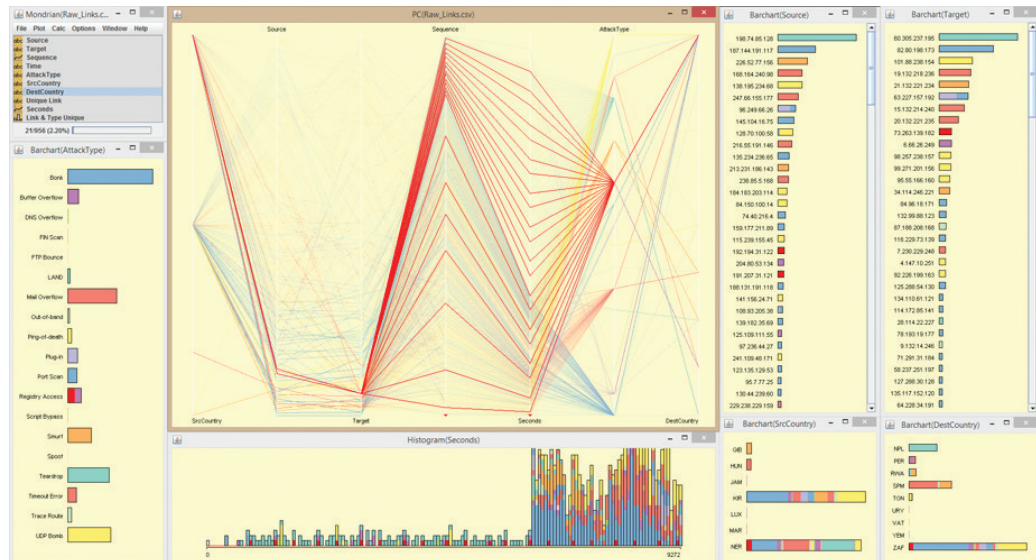 Mondrian(Raw_Links.c...
File Plot Calc Options Window Help
Source
Target
Sequence
Time
AttackType
SrcCountry
DestCountry
Unique Link
Seconds
Link & Type Unique
21/956 (2.20%)
Barchart(AttackType)
Bonk
Butter Overflow
DNS Overflow
FIN Scan
FTP Bounce
LAND
Mail Overflow
Out-of-band
Ping-of-death
Plug-in
Port Scan
Registry Access
Script Bypass
Smurf
Spoof
Teardrop
Timeout Error
Trace Route
UDP Bomb
PC(Raw_Links.csv)
Source Sequence AttackType
SrcCountry Target Seconds DestCountry
Histogram(Seconds)
0 9272
Barchart(Source)
198.74.85.128
187.144.191.117
226.52.77.156
168.164.240.98
138.195.234.68
247.66.155.177
96.249.66.26
145.104.16.75
128.70.100.58
216.55.191.146
135.234.236.65
213.231.186.143
238.85.5.168
184.183.203.114
84.150.100.14
74.40.216.4
159.177.211.89
115.239.155.45
192.194.31.122
204.80.53.134
191.207.31.121
188.131.191.118
141.156.24.71
108.93.205.38
139.182.35.69
125.109.111.55
97.236.44.27
241.109.48.171
123.135.129.53
95.7.77.25
130.44.239.60
229.238.229.159
Barchart(Target)
60.305.237.195
82.80.198.173
101.88.238.154
19.132.218.236
21.132.221.234
63.227.157.192
15.132.214.240
20.132.221.235
73.263.139.182
6.66.26.249
98.257.238.157
99.271.201.156
95.55.166.160
34.114.246.221
84.96.18.171
132.99.88.123
87.188.208.168
116.229.73.139
7.230.229.248
4.147.10.251
92.226.199.163
125.288.54.130
134.110.61.121
114.172.85.141
28.114.22.227
78.193.19.177
9.132.14.246
71.291.31.184
58.237.251.197
127.288.30.128
135.117.152.120
64.228.34.191
Barchart(SrcCountry)
GIB
HUN
JAM
KIR
LUX
MAR
NER
Barchart(DestCountry)
NPL
PER
RWA
SPM
TON
URY
VAT
YEM
ZAF